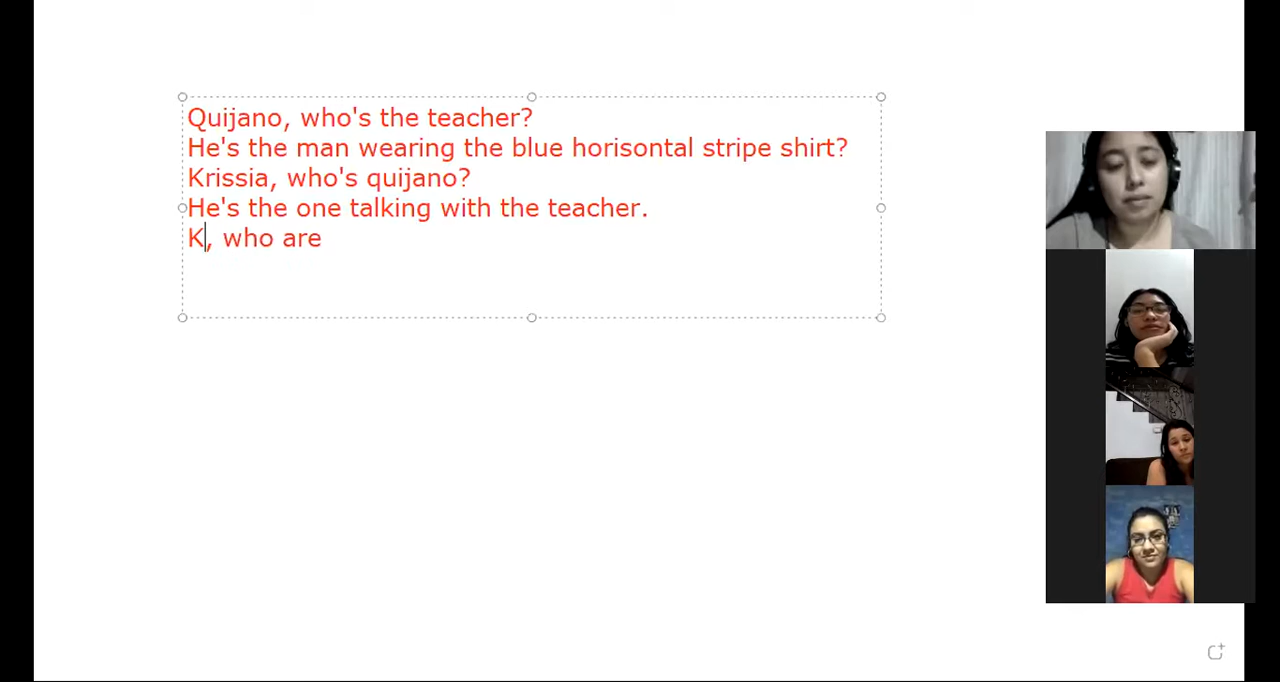 Quijano, who's the teacher?
He's the man wearing the blue horisontal stripe shirt?
Krissia, who's quijano?
He's the one talking with the teacher.
K, who are